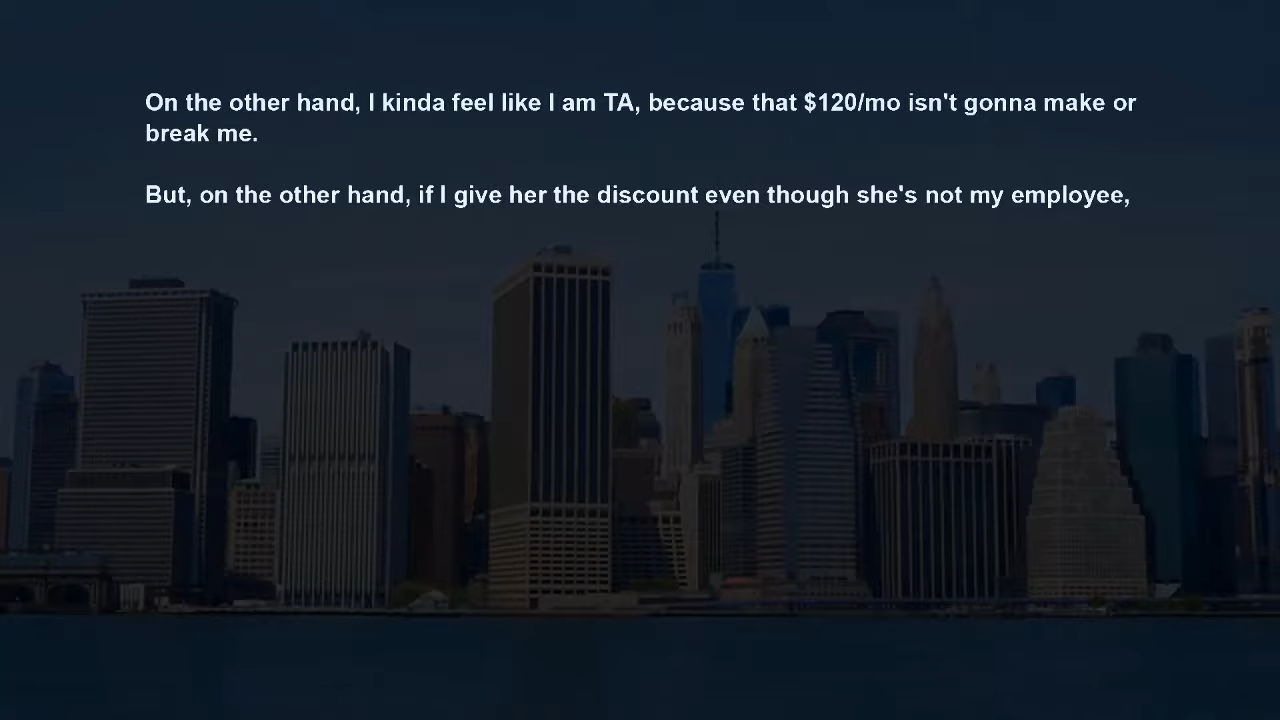 On the other hand, I kinda feel like I am TA, because that $120/mo isn't gonna make or
break me.
But, on the other hand, if I give her the discount even though she's not my employee,